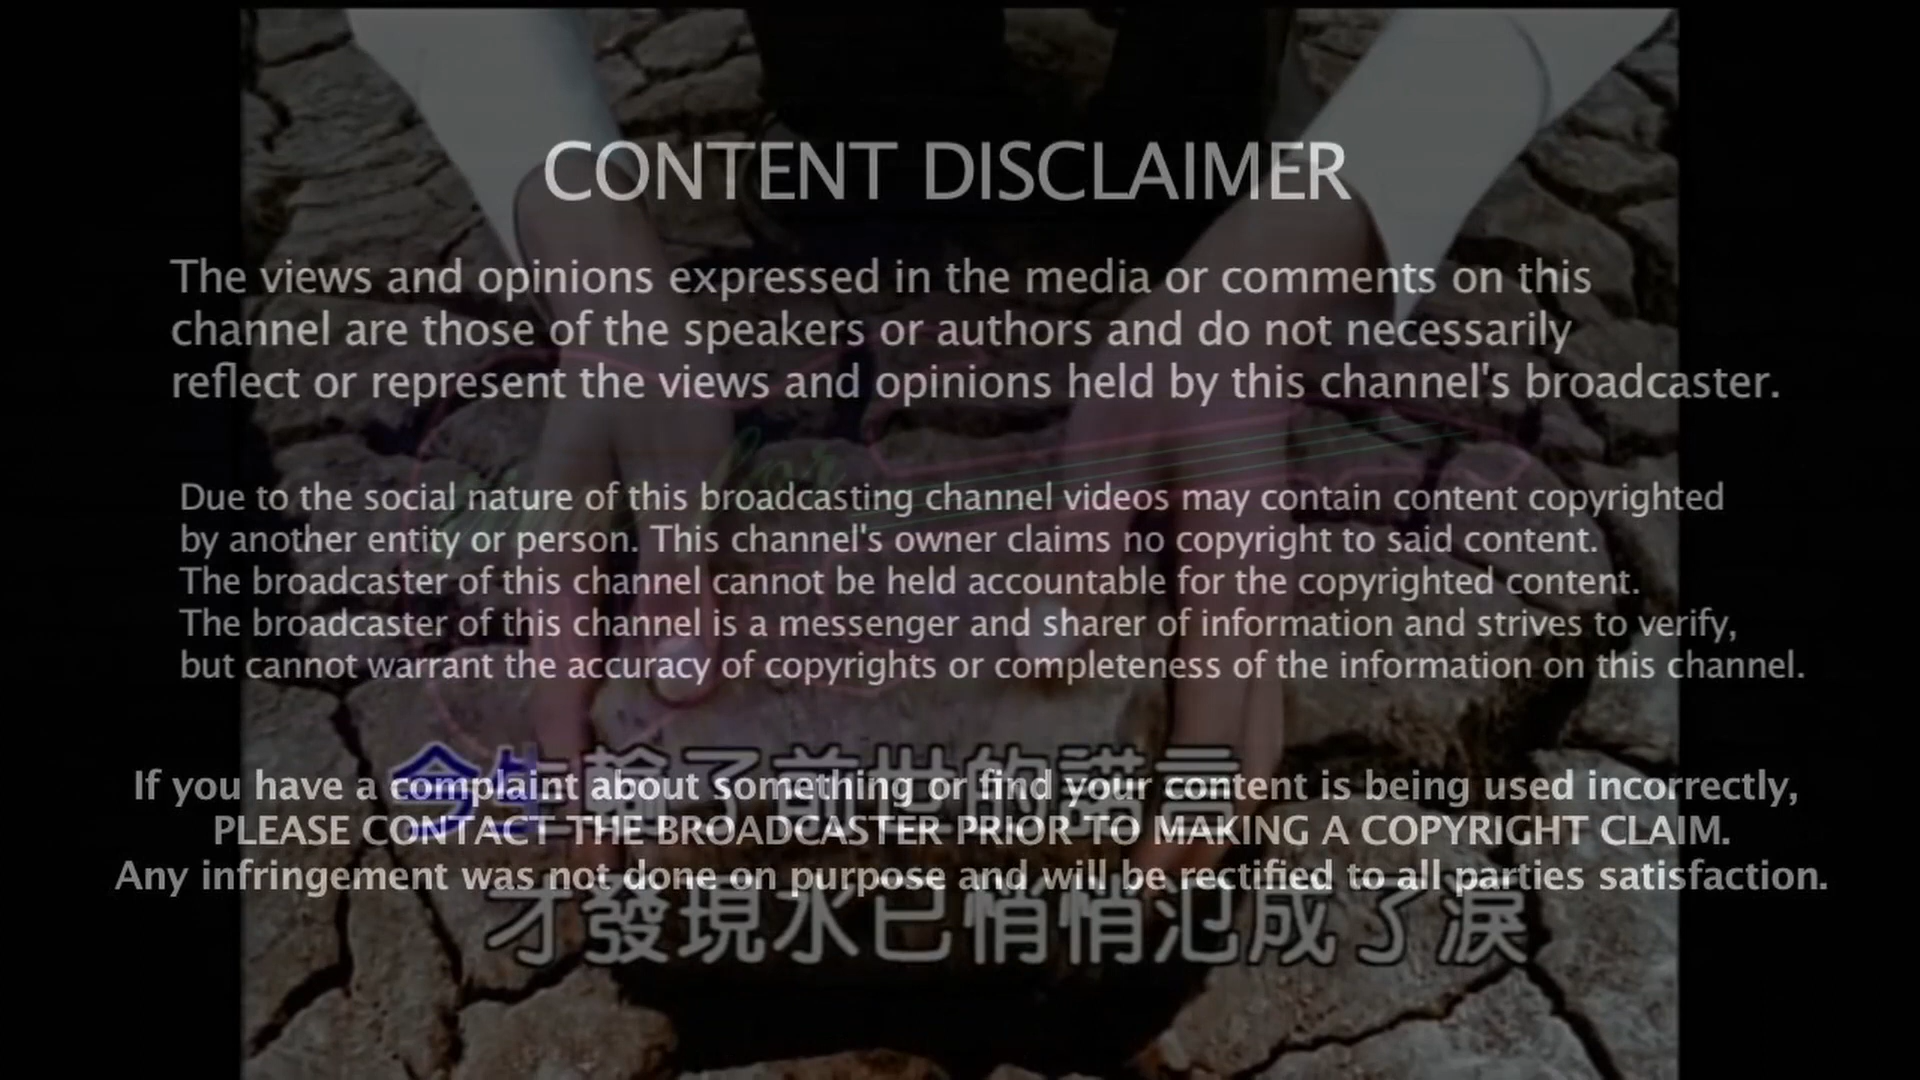 CONTENT DISCLAIMER
The views and opinions expressed in the media or comments on this
channel are those of the speakers or authors and do not necessarily
reflect or represent the views and opinions held by this channel's broadcaster.
Due to the social nature of this broadcasting channel videos may contain content copyrighted
by another entity or person. This channel's owner claims no copyright to said content.
The broadcaster of this channel cannot be held accountable for the copyrighted content.
The broadcaster of this channel is a messenger and sharer of information and strives to verify,
but cannot warrant the accuracy of copyrights or completeness of the information on this channel.
今生輸了前世的諾言
If you have a complaint about something or find your content is being used incorrectly,
PLEASE CONTACT THE BROADCASTER PRIOR TO MAKING A COPYRIGHT CLAIM.
Any infringement was not done on purpose and will be rectified to all parties satisfaction.
才發現水已悄悄氾成了淚